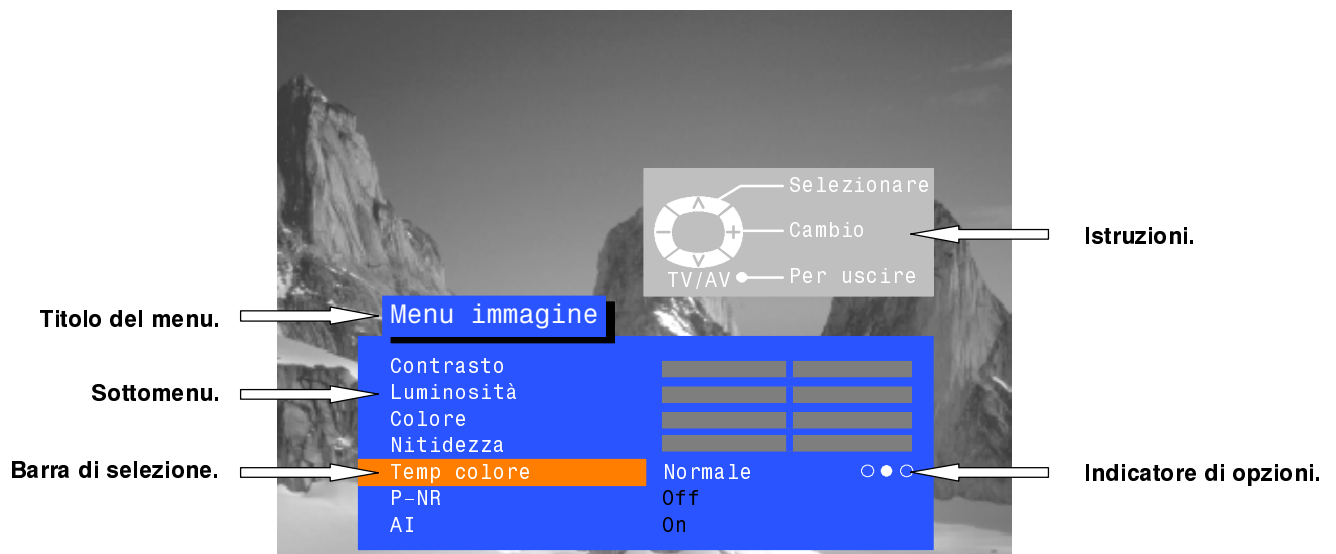 Selezionare
Cambio
TV/AV Per uscire
Istruzioni.
Titolo del menu.
Menu immagine
Contrasto
Sottomenu.
Luminosità
Colore
Nitidezza
Barra di selezione.
Temp colore Normale
Indicatore di opzioni.
P-NR Off
AI On